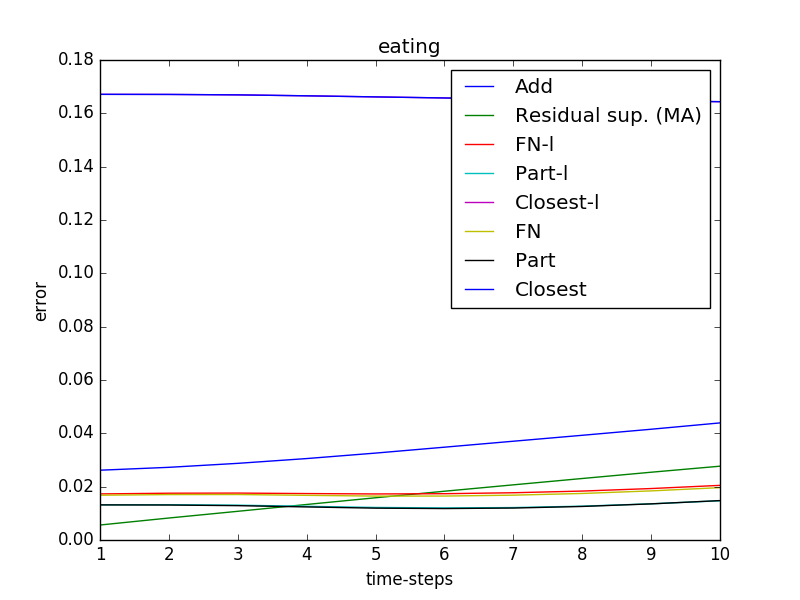 eating
0.18
0.16
0.14
0.12
0.10
0.08
0.06
0.04
0.02
0.00
error
Add
Residual sup. (MA)
FN-l
Part-l
Closest-l
FN
Part
Closest
1 2 3 4 5 6 7 8 9 10
time-steps